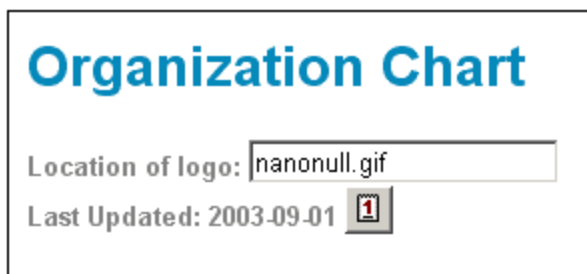 Organization Chart
Location of logo: nanonull.gif
Last Updated: 2003-09-01 1